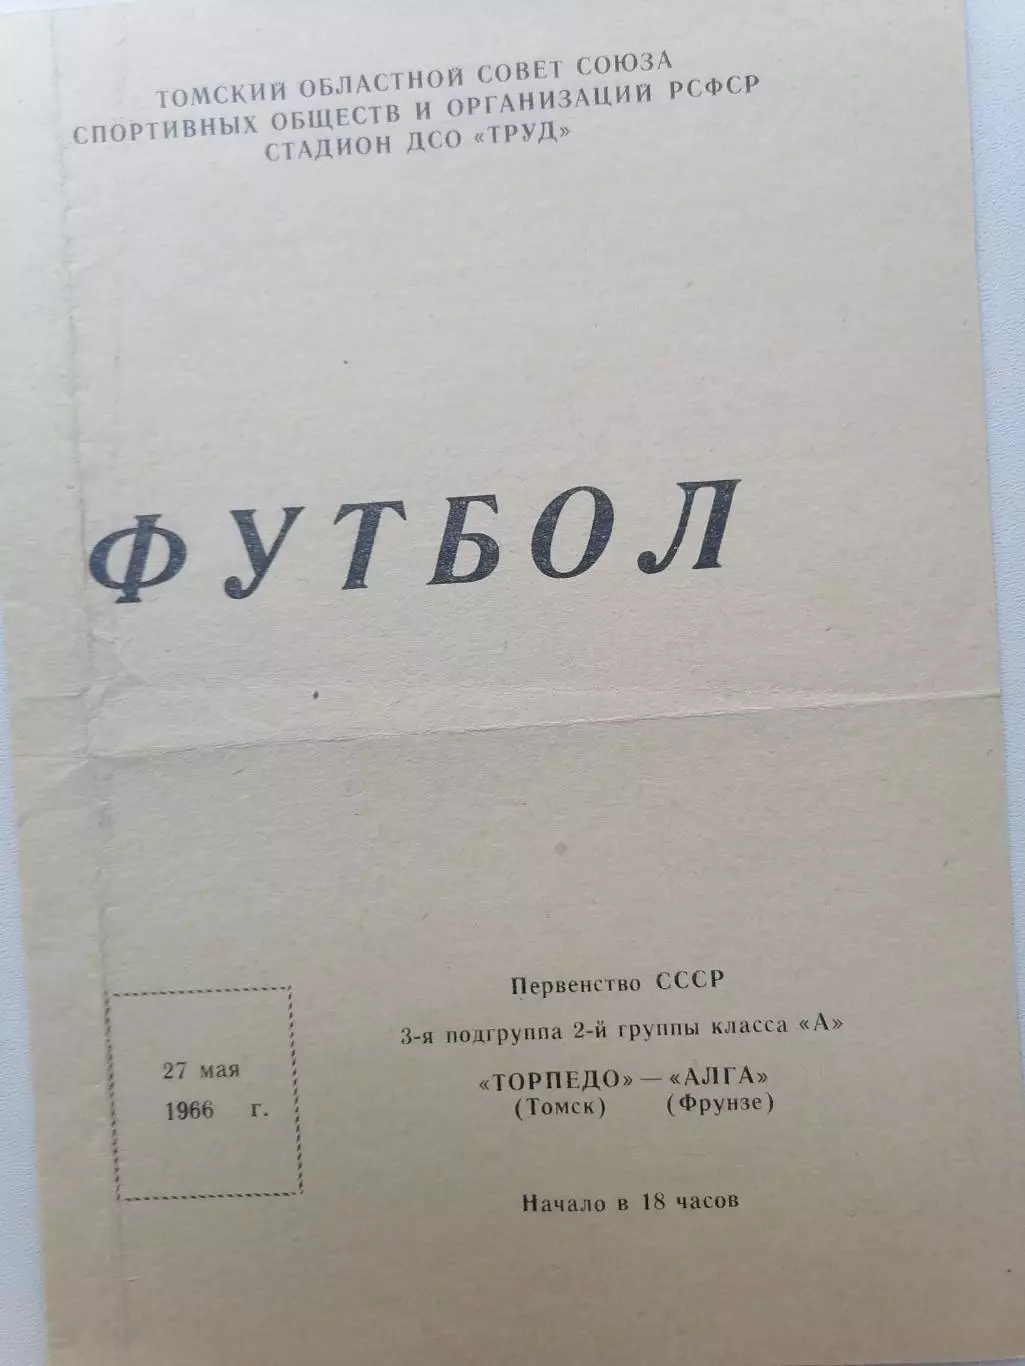 ТОМСКИЙ ОБЛАСТНОЙ СОВЕТ СОЮЗА
СПОРТИВНЫХ ОБЩЕСТВ И ОРГАНИЗАЦИЙ РСФСР
СТАДИОН ДСО «ТРУД»
ФУТБОЛ
27 мая
1966 г.
Первенство СССР
3-я подгруппа 2-й группы класса «А»
«ТОРПЕДО» — «АЛГА»
(Томск) (Фрунзе)
Начало в 18 часов